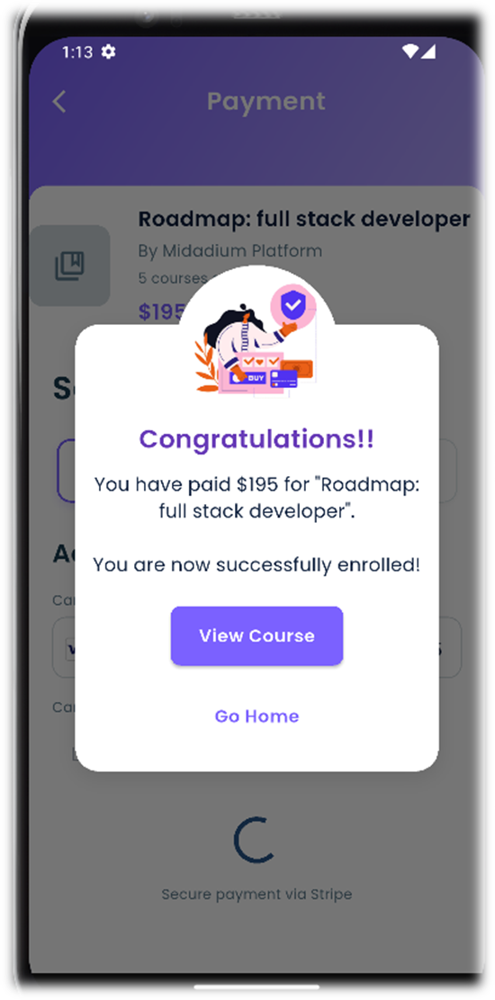 1:13
Payment
Roadmap: full stack developer
By Midadium Platform
5 courses
$195
BUY
Congratulations!!
You have paid $195 for "Roadmap:
full stack developer".
You are now successfully enrolled!
View Course
Go Home
Secure payment via Stripe